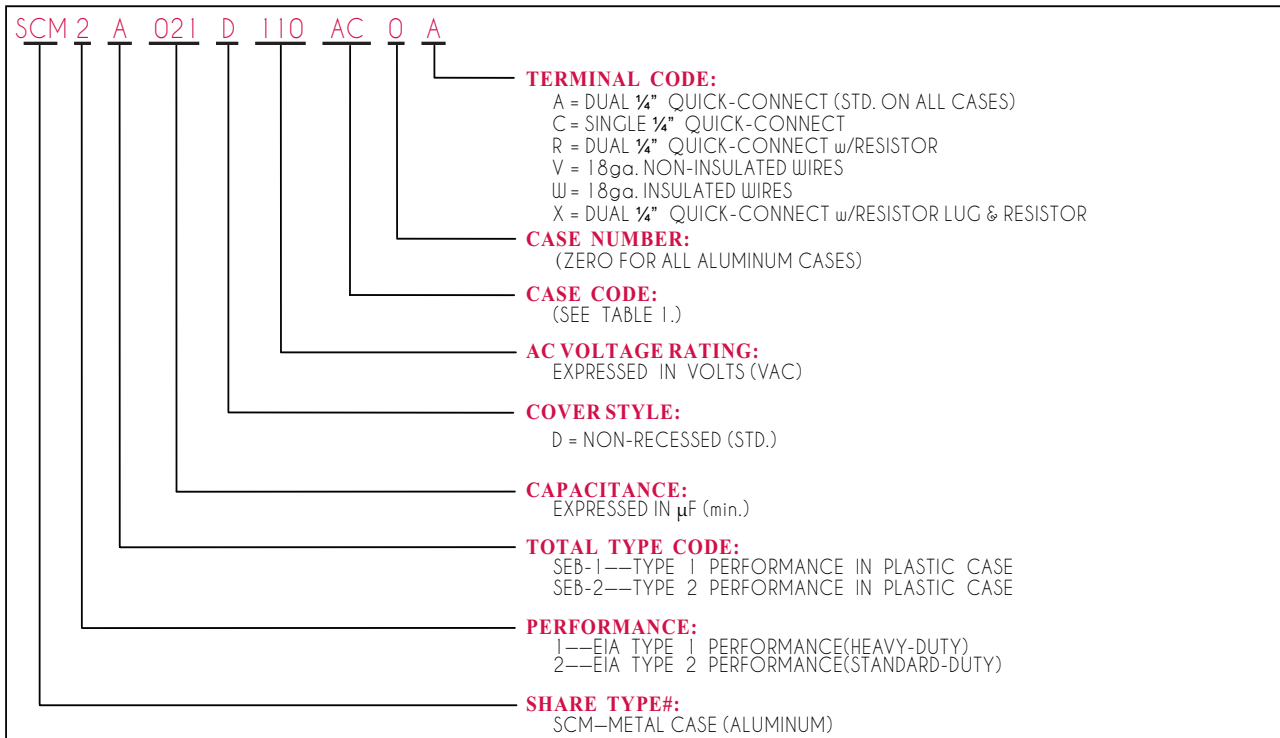 SCM 2 A 021 D 110 AC 0 A
TERMINAL CODE:
A = DUAL ¼" QUICK-CONNECT (STD. ON ALL CASES)
C = SINGLE ¼" QUICK-CONNECT
R = DUAL ¼" QUICK-CONNECT w/RESISTOR
V = 18ga. NON-INSULATED WIRES
W = 18ga. INSULATED WIRES
X = DUAL ¼" QUICK-CONNECT w/RESISTOR LUG & RESISTOR
CASE NUMBER:
(ZERO FOR ALL ALUMINUM CASES)
CASE CODE:
(SEE TABLE 1.)
AC VOLTAGE RATING:
EXPRESSED IN VOLTS (VAC)
COVER STYLE:
D = NON-RECESSED (STD.)
CAPACITANCE:
EXPRESSED IN µF (min.)
TOTAL TYPE CODE:
SEB-1––TYPE 1 PERFORMANCE IN PLASTIC CASE
SEB-2––TYPE 2 PERFORMANCE IN PLASTIC CASE
PERFORMANCE:
1––EIA TYPE 1 PERFORMANCE(HEAVY-DUTY)
2––EIA TYPE 2 PERFORMANCE(STANDARD-DUTY)
SHARE TYPE#:
SCM–METAL CASE (ALUMINUM)